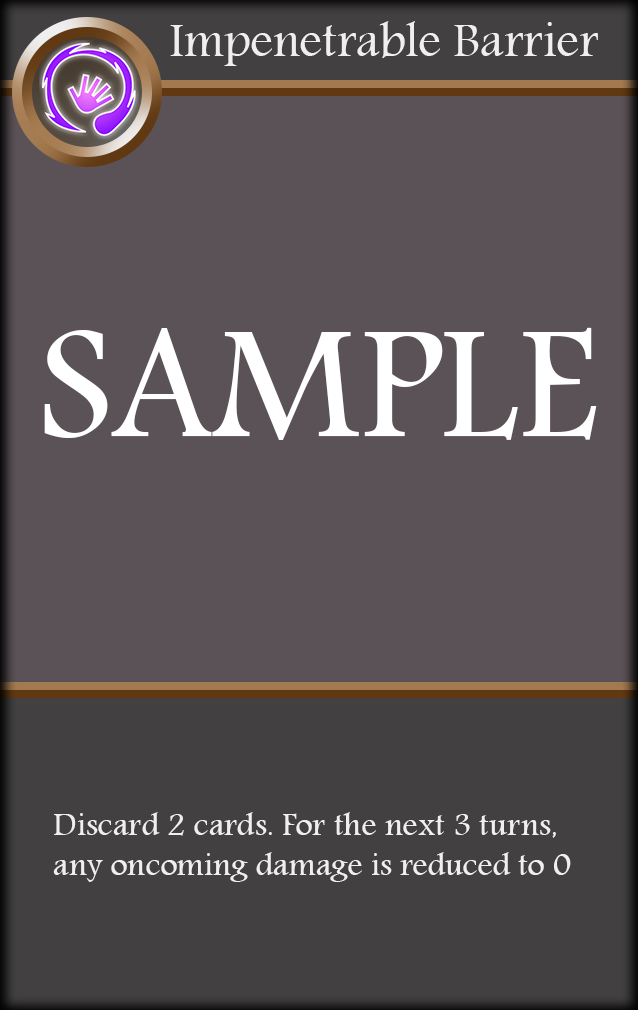 Impenetrable Barrier
SAMPLE
Discard 2 cards. For the next 3 turns,
any oncoming damage is reduced to 0